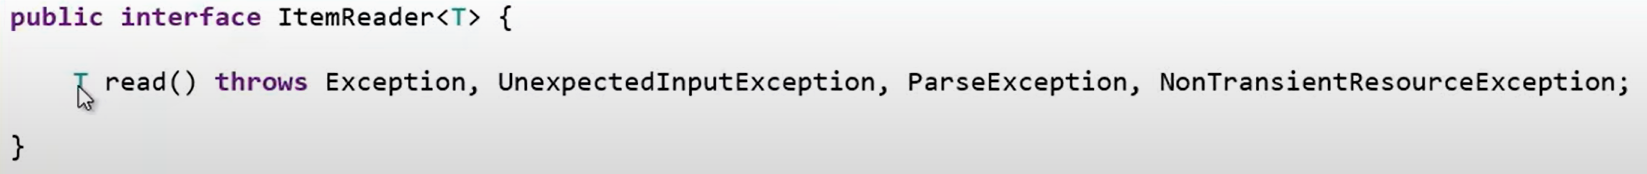 public interface ItemReader<T> {
T read() throws Exception, UnexpectedInputException, ParseException, NonTransientResourceException;
}